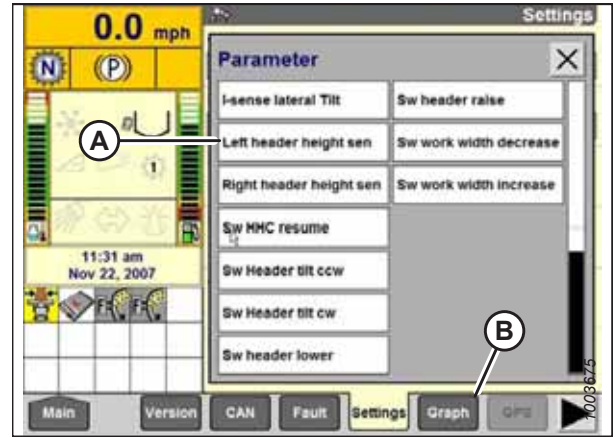 0.0 mph
Settings
N
(P)
Parameter
I-sense lateral Tilt
Sw header raise
A
Left header height sen
Sw work width decrease
1
Right header height sen
Sw work width increase
Sw HHC resume
11:31 am
Nov 22, 2007
Sw Header tilt ccw
Sw Header tilt cw
B
Sw header lower
1003675
Main
Version
CAN
Fault
Settings
Graph
GPS